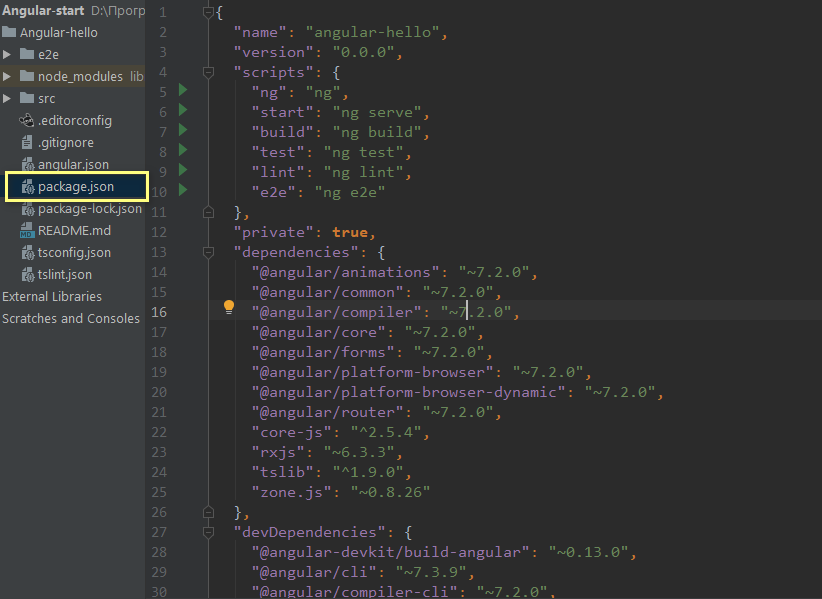 Angular-start D:\Прогр
Angular-hello
e2e
node_modules lib
src
.editorconfig
.gitignore
angular.json
package.json
package-lock.json
README.md
tsconfig.json
tslint.json
External Libraries
Scratches and Consoles
1 {
2 "name": "angular-hello",
3 "version": "0.0.0",
4 "scripts": {
5 "ng": "ng",
6 "start": "ng serve",
7 "build": "ng build",
8 "test": "ng test",
9 "lint": "ng lint",
10 "e2e": "ng e2e"
11 },
12 "private": true,
13 "dependencies": {
14 "@angular/animations": "~7.2.0",
15 "@angular/common": "~7.2.0",
16 "@angular/compiler": "~7.2.0",
17 "@angular/core": "~7.2.0",
18 "@angular/forms": "~7.2.0",
19 "@angular/platform-browser": "~7.2.0",
20 "@angular/platform-browser-dynamic": "~7.2.0",
21 "@angular/router": "~7.2.0",
22 "core-js": "^2.5.4",
23 "rxjs": "~6.3.3",
24 "tslib": "^1.9.0",
25 "zone.js": "~0.8.26"
26 },
27 "devDependencies": {
28 "@angular-devkit/build-angular": "~0.13.0",
29 "@angular/cli": "~7.3.9",
30 "@angular/compiler-cli": "~7.2.0",